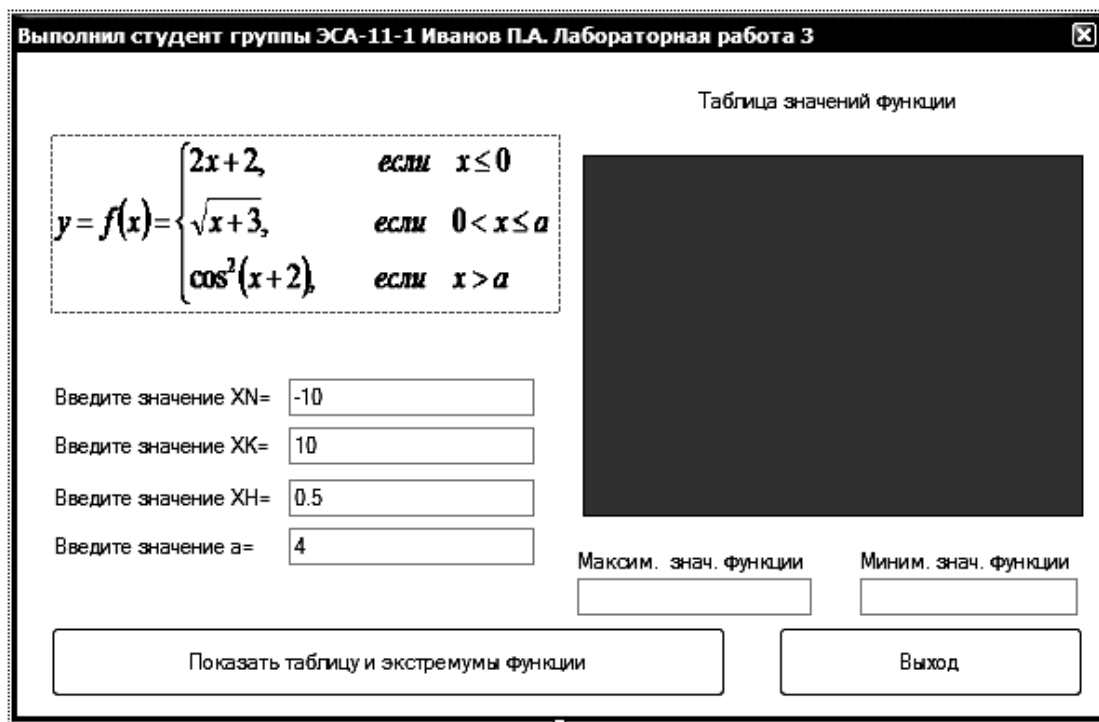 Выполнил студент группы ЭСА-11-1 Иванов П.А. Лабораторная работа 3
Таблица значений функции
y = f(x) = { 2x + 2, если x ≤ 0
√(x + 3), если 0 < x ≤ a
cos²(x + 2), если x > a
Введите значение XN= -10
Введите значение XK= 10
Введите значение XH= 0.5
Введите значение a= 4
Максим. знач. функции Миним. знач. функции
Показать таблицу и экстремумы функции Выход